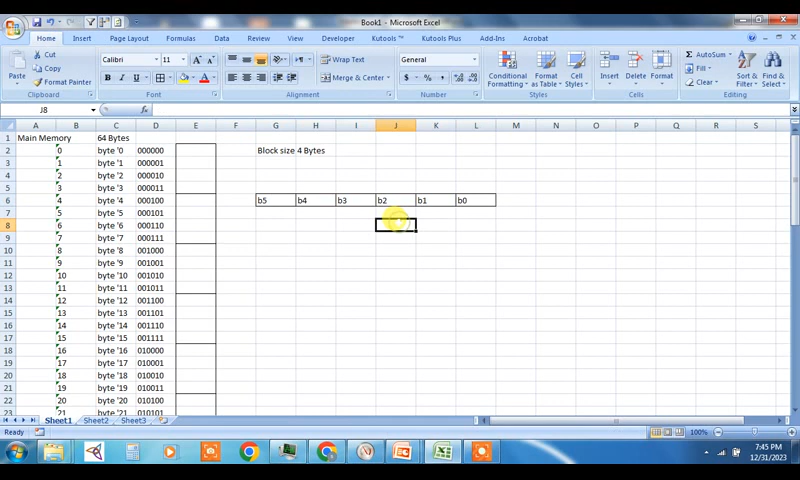 Book1 - Microsoft Excel
Home Insert Page Layout Formulas Data Review View Developer Kutools ™ Kutools Plus Add-Ins Acrobat
Cut Calibri 11 Wrap Text General AutoSum
Copy Fill
Paste Format Painter Merge & Center Conditional Formatting Format as Table Cell Styles Insert Delete Format Clear Sort & Filter Find & Select
Clipboard Font Alignment Number Styles Cells Editing
J8 fx
A B C D E F G H I J K L M N O P Q R S
1 Main Memory 64 Bytes
2 0 byte '0 000000 Block size 4 Bytes
3 1 byte '1 000001
4 2 byte '2 000010
5 3 byte '3 000011
6 4 byte '4 000100 b5 b4 b3 b2 b1 b0
7 5 byte '5 000101
8 6 byte '6 000110
9 7 byte '7 000111
10 8 byte '8 001000
11 9 byte '9 001001
12 10 byte '10 001010
13 11 byte '11 001011
14 12 byte '12 001100
15 13 byte '13 001101
16 14 byte '14 001110
17 15 byte '15 001111
18 16 byte '16 010000
19 17 byte '17 010001
20 18 byte '18 010010
21 19 byte '19 010011
22 20 byte '20 010100
23 21 byte '21 010101
Sheet1 Sheet2 Sheet3
Ready 100%
7:45 PM
12/31/2023